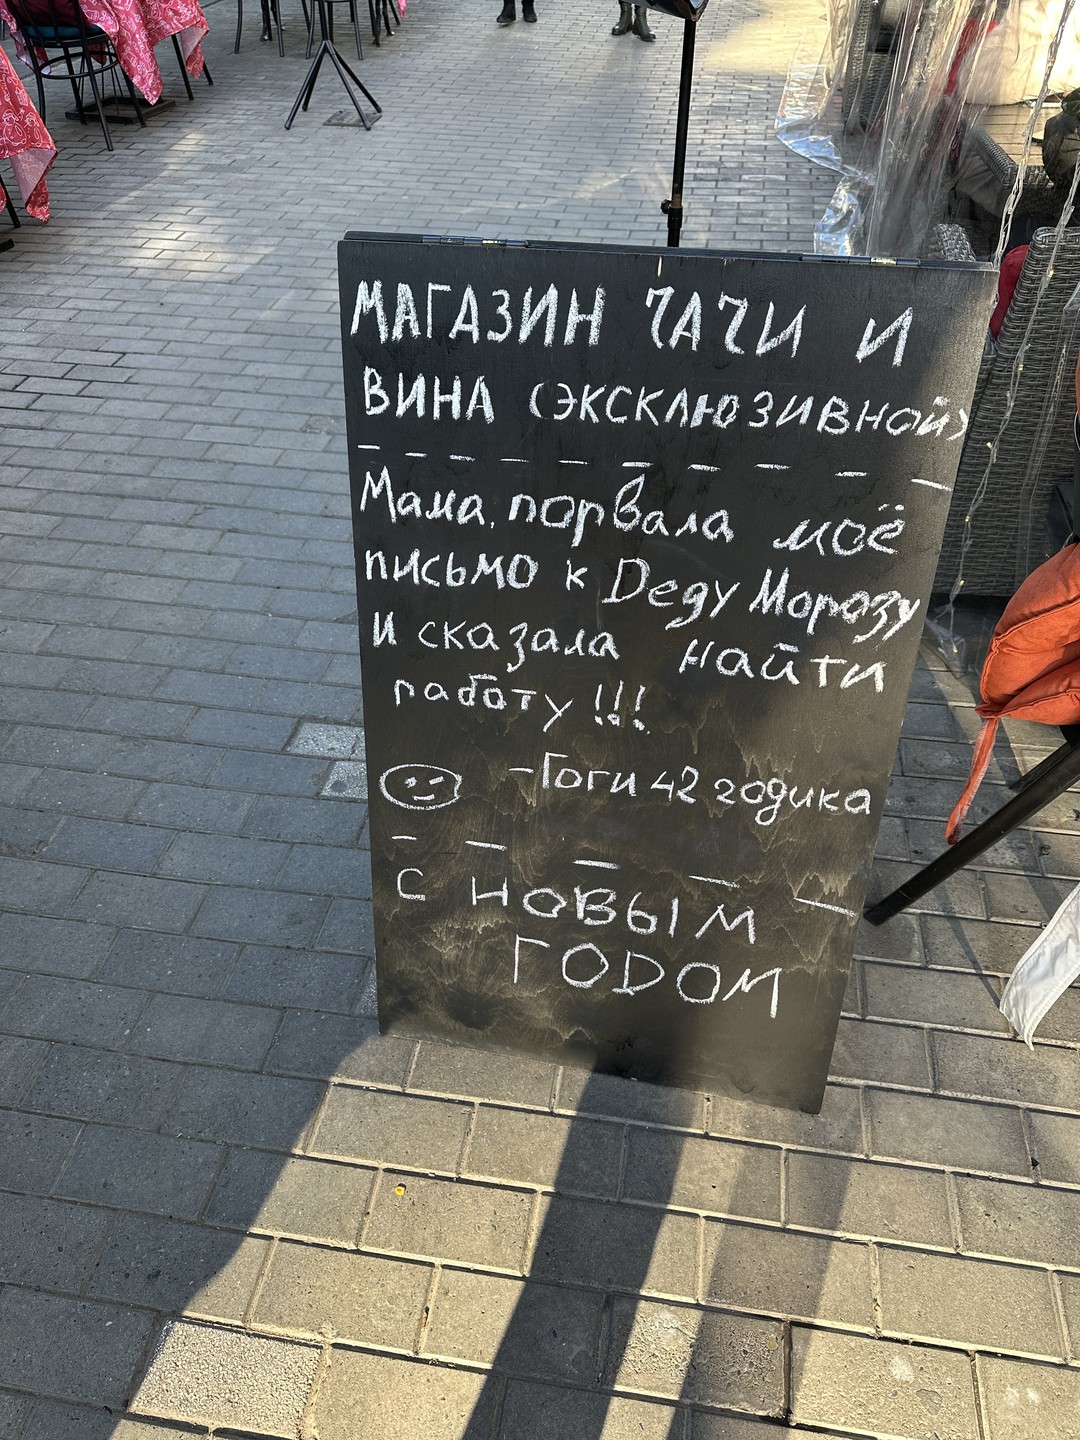 МАГАЗИН ЧАЧИ И
ВИНА (ЭКСКЛЮЗИВНОЙ)
Мама, порвала моё
письмо к Деду Морозу
и сказала найти
работу !!!
- Гоги 42 годика
С НОВЫМ
ГОДОМ